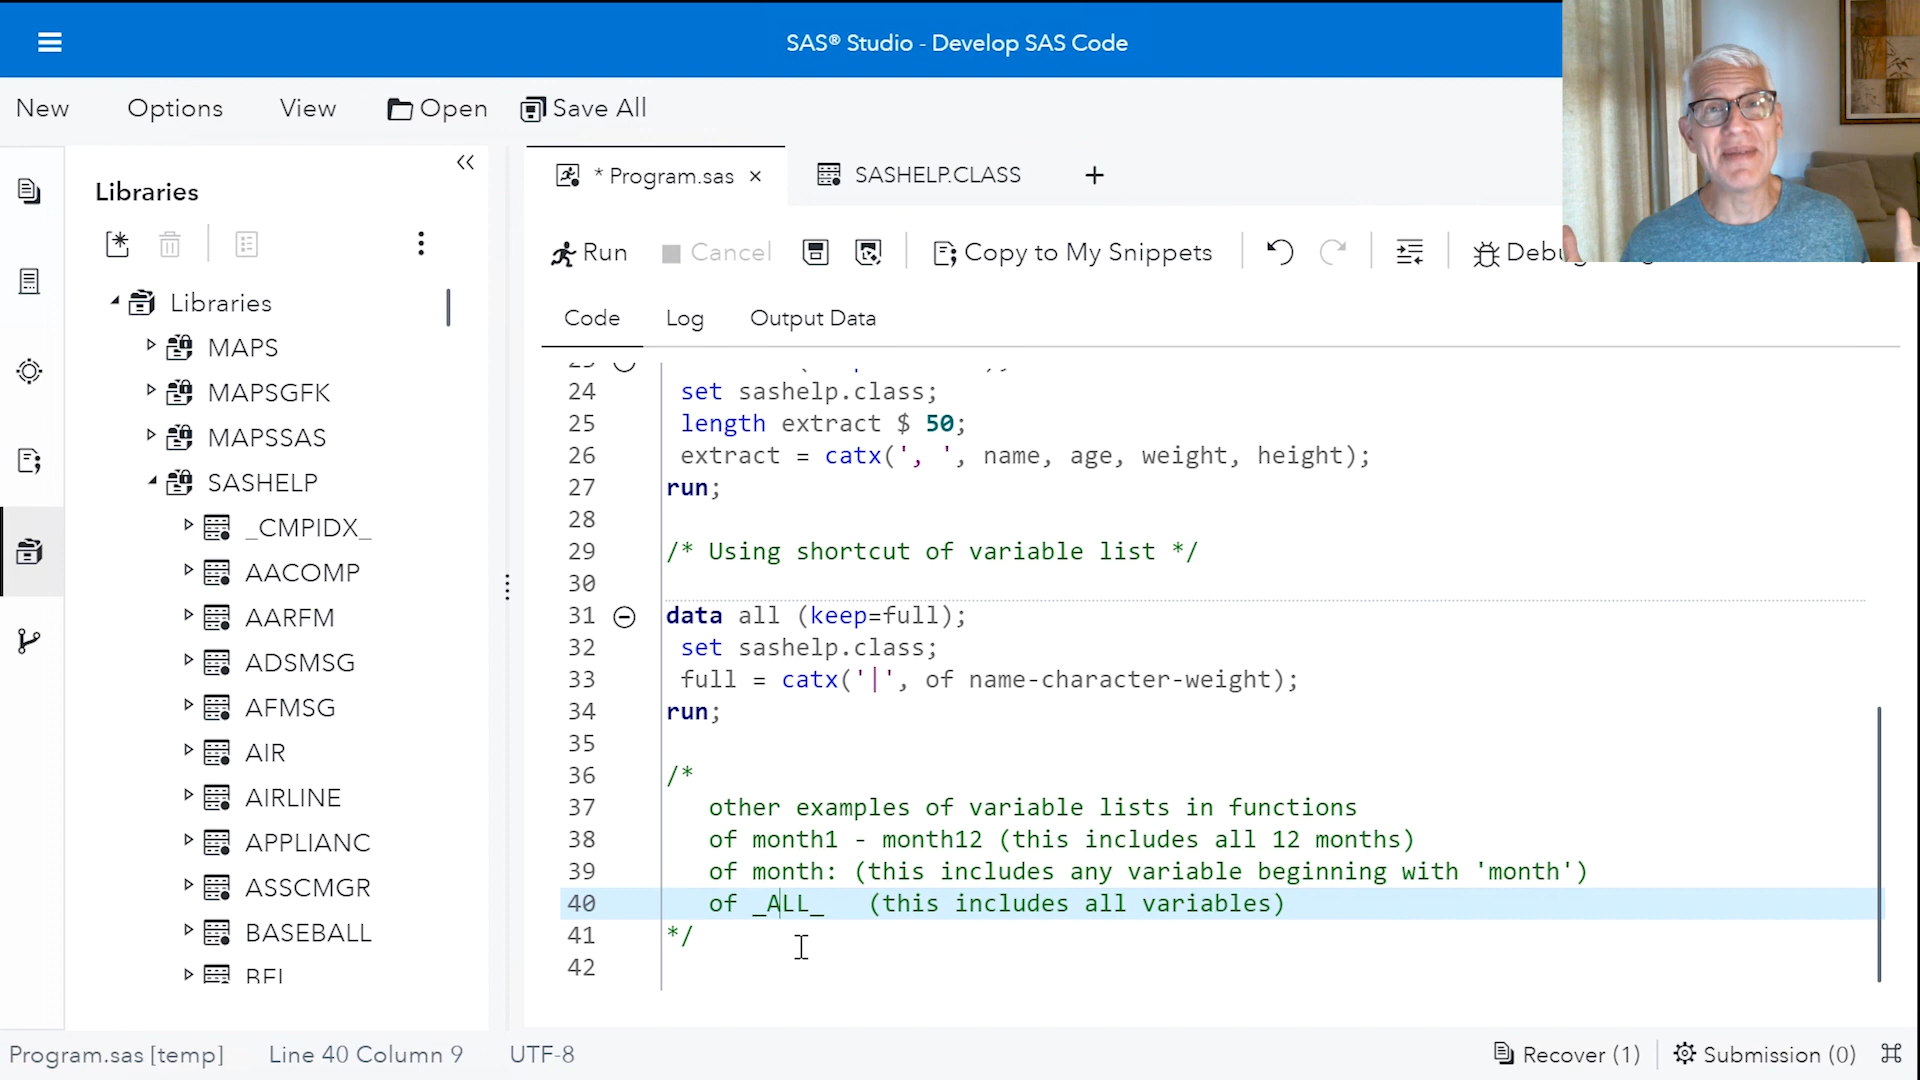 SAS® Studio - Develop SAS Code
New Options View Open Save All
Libraries
Libraries
MAPS
MAPSGFK
MAPSSAS
SASHELP
_CMPIDX_
AACOMP
AARFM
ADSMSG
AFMSG
AIR
AIRLINE
APPLIANC
ASSCMGR
BASEBALL
* Program.sas × SASHELP.CLASS +
Run Cancel Copy to My Snippets
Code Log Output Data
24 set sashelp.class;
25 length extract $ 50;
26 extract = catx(', ', name, age, weight, height);
27 run;
28
29 /* Using shortcut of variable list */
30
31 data all (keep=full);
32 set sashelp.class;
33 full = catx('|', of name-character-weight);
34 run;
35
36 /*
37 other examples of variable lists in functions
38 of month1 - month12 (this includes all 12 months)
39 of month: (this includes any variable beginning with 'month')
40 of _ALL_ (this includes all variables)
41 */
42
Program.sas [temp] Line 40 Column 9 UTF-8 Recover (1) Submission (0)